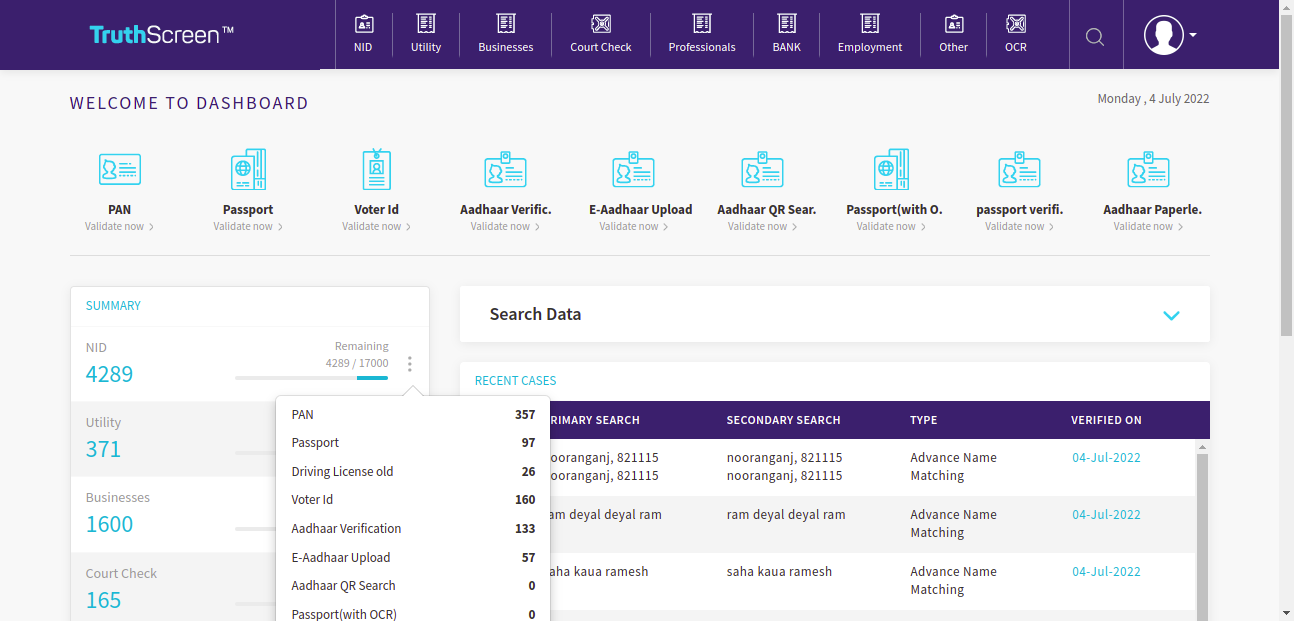 TruthScreen™
NID
Utility
Businesses
Court Check
Professionals
BANK
Employment
Other
OCR
WELCOME TO DASHBOARD
Monday , 4 July 2022
PAN
Validate now
Passport
Validate now
Voter Id
Validate now
Aadhaar Verific.
Validate now
E-Aadhaar Upload
Validate now
Aadhaar QR Sear.
Validate now
Passport(with O.
Validate now
passport verifi.
Validate now
Aadhaar Paperle.
Validate now
SUMMARY
NID
4289
Remaining
4289 / 17000
Utility
371
Businesses
1600
Court Check
165
PAN 357
Passport 97
Driving License old 26
Voter Id 160
Aadhaar Verification 133
E-Aadhaar Upload 57
Aadhaar QR Search 0
Passport(with OCR) 0
Search Data
RECENT CASES
RIMARY SEARCH SECONDARY SEARCH TYPE VERIFIED ON
ooranganj, 821115 nooranganj, 821115 Advance Name 04-Jul-2022
ooranganj, 821115 nooranganj, 821115 Matching
am deyal deyal ram ram deyal deyal ram Advance Name 04-Jul-2022
Matching
aha kaua ramesh saha kaua ramesh Advance Name 04-Jul-2022
Matching